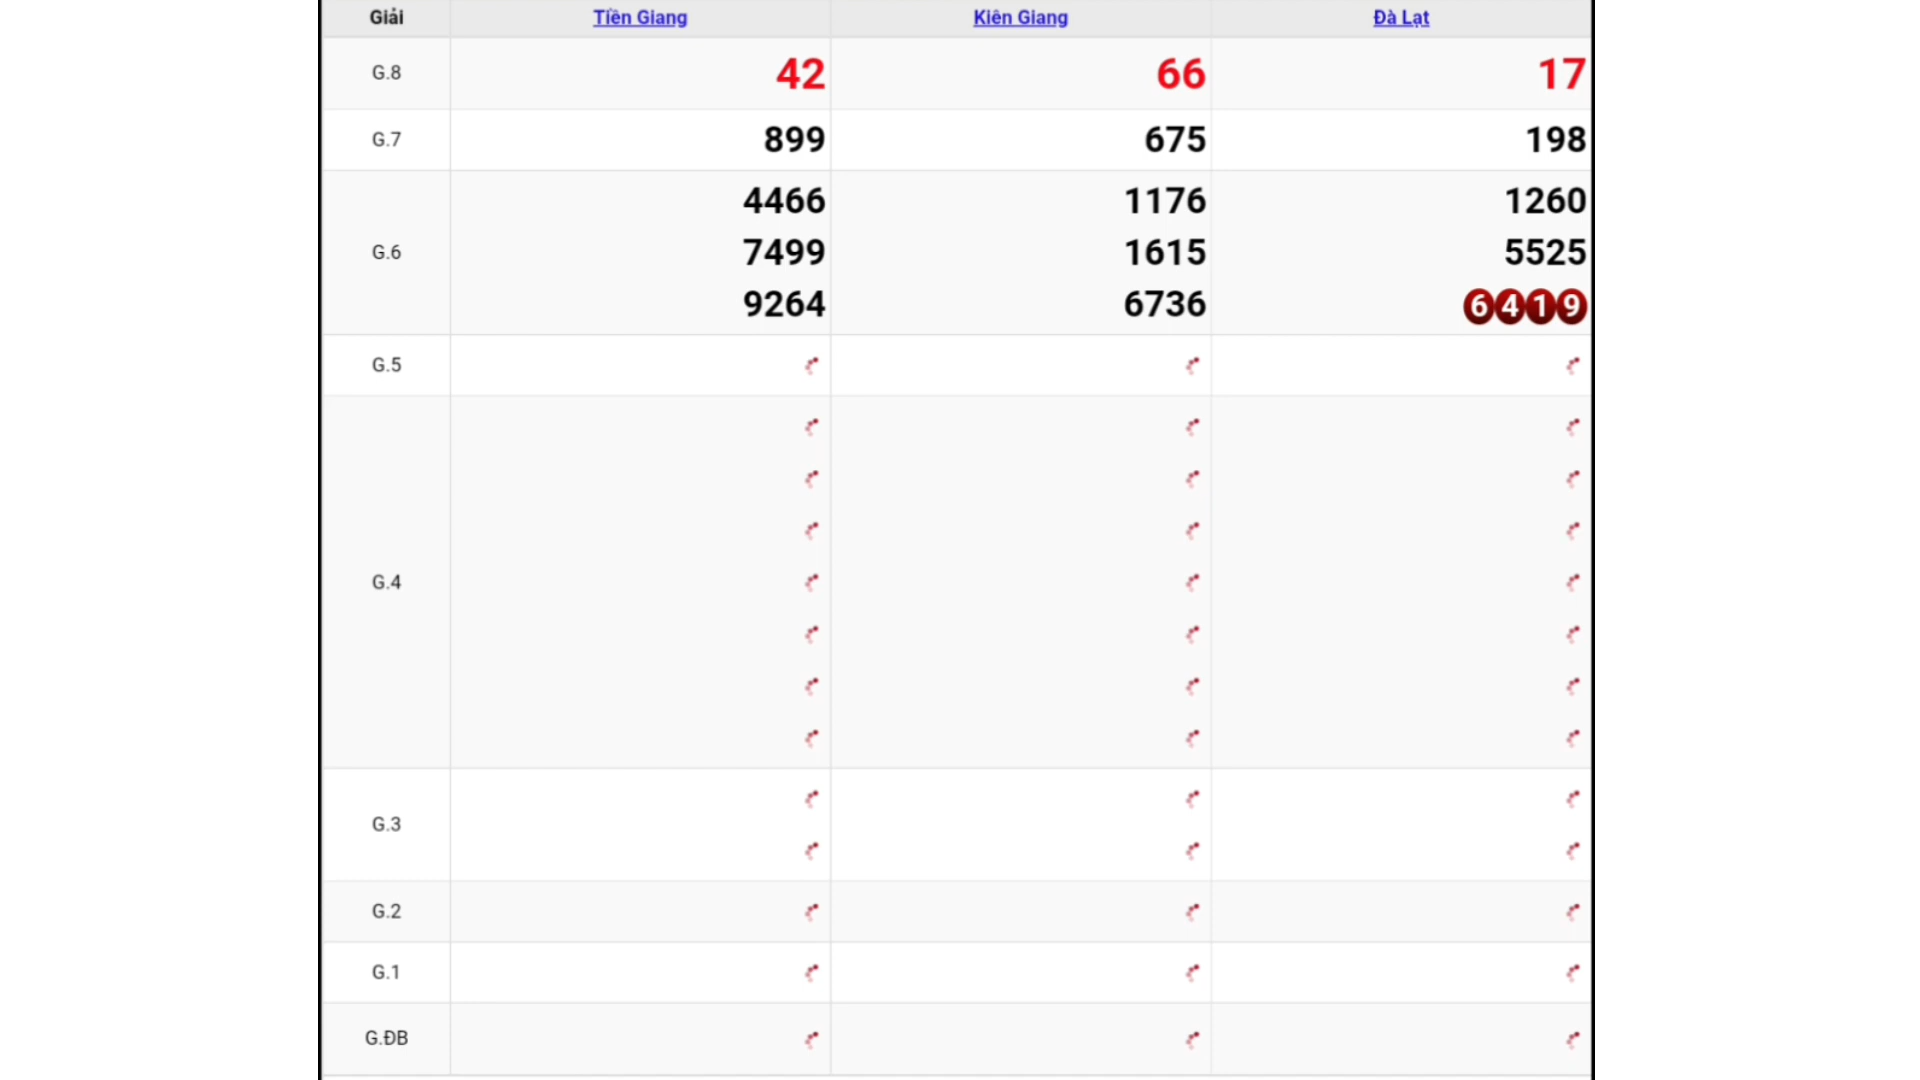 Giải Tiền Giang Kiên Giang Đà Lạt
G.8 42 66 17
G.7 899 675 198
4466 1176 1260
G.6 7499 1615 5525
9264 6736 6419
G.5
G.4
G.3
G.2
G.1
G.ĐB